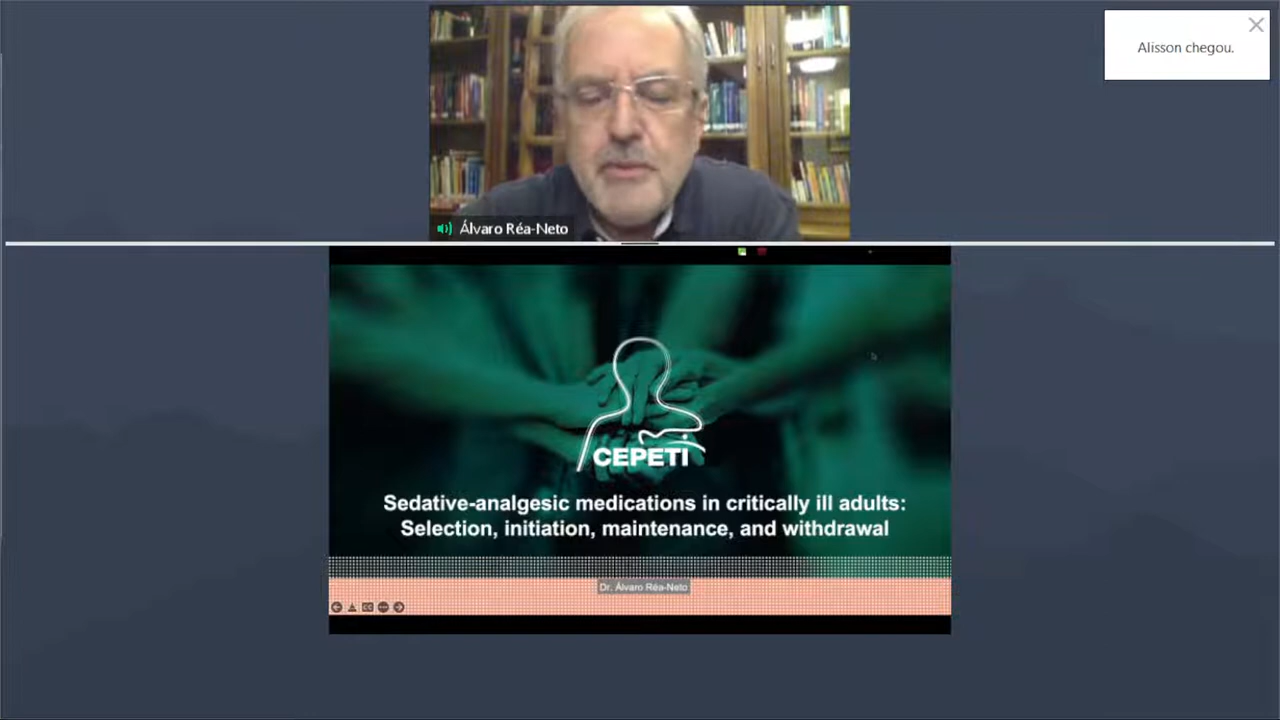 Alisson chegou.
Álvaro Réa-Neto
CEPETI
Sedative-analgesic medications in critically ill adults:
Selection, initiation, maintenance, and withdrawal
Dr. Álvaro Réa-Neto
CC